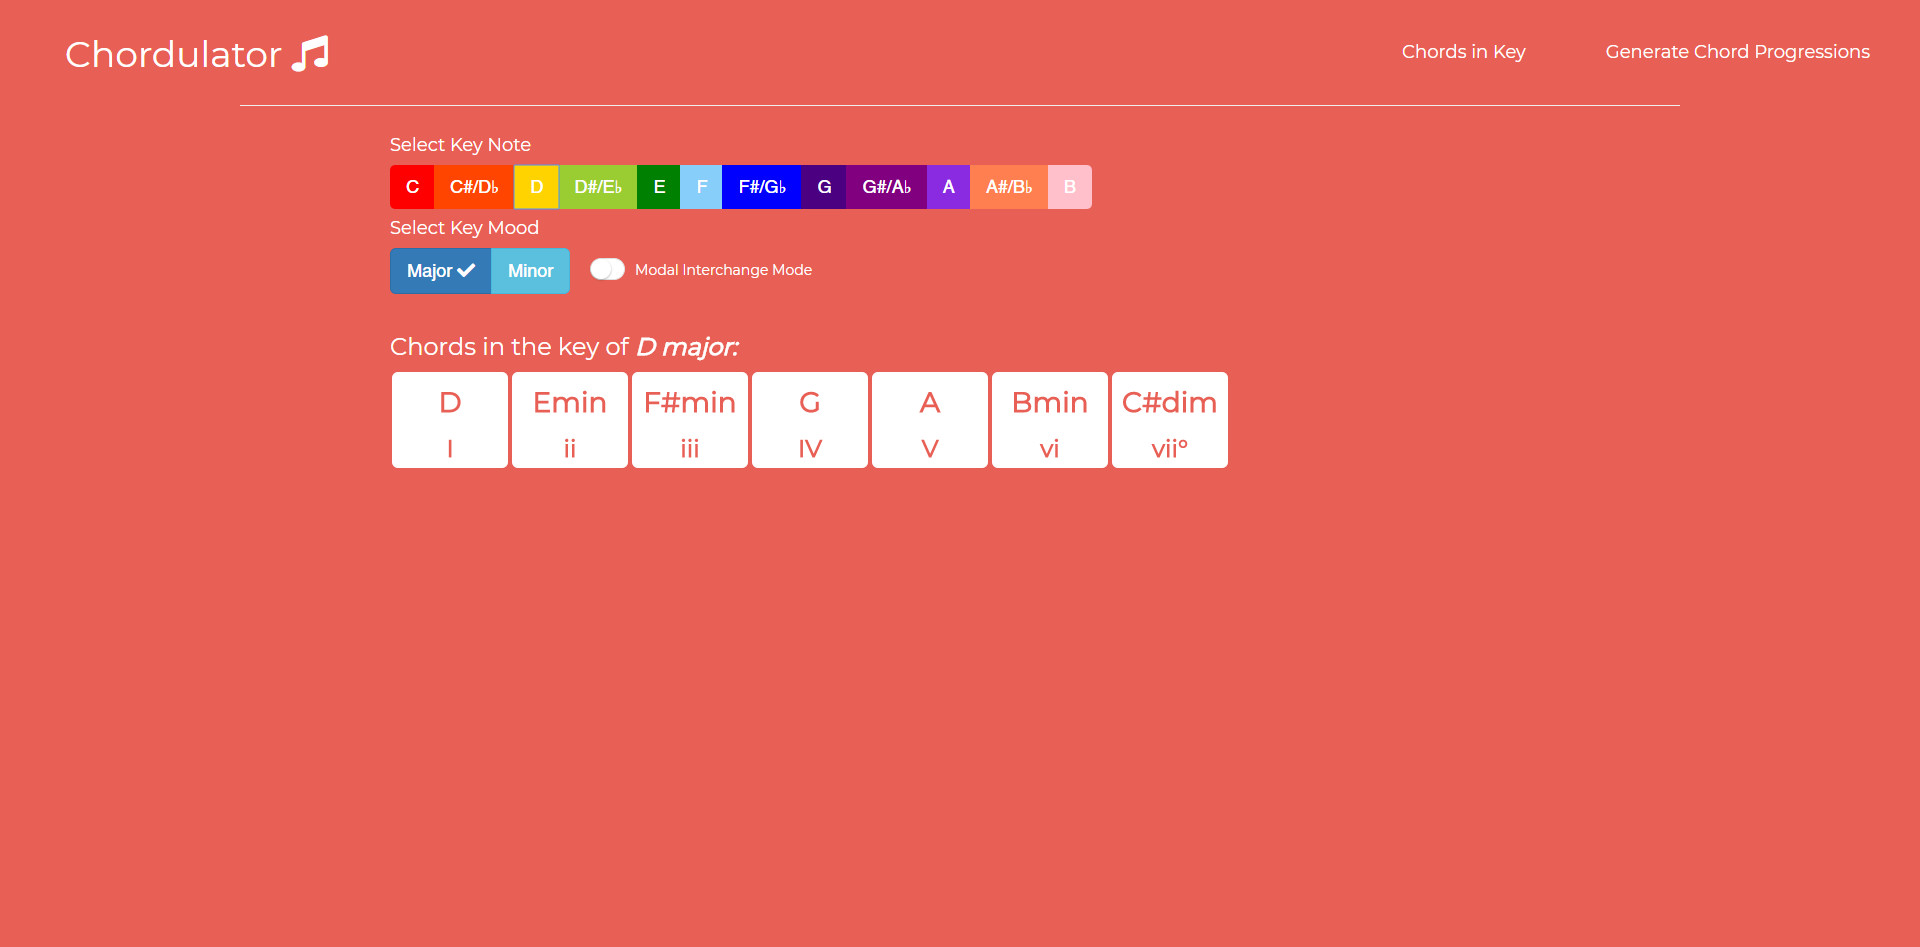 Chordulator
Chords in Key
Generate Chord Progressions
Select Key Note
C C#/D♭ D D#/E♭ E F F#/G♭ G G#/A♭ A A#/B♭ B
Select Key Mood
Major Minor Modal Interchange Mode
Chords in the key of D major:
D Emin F#min G A Bmin C#dim
I ii iii IV V vi vii°